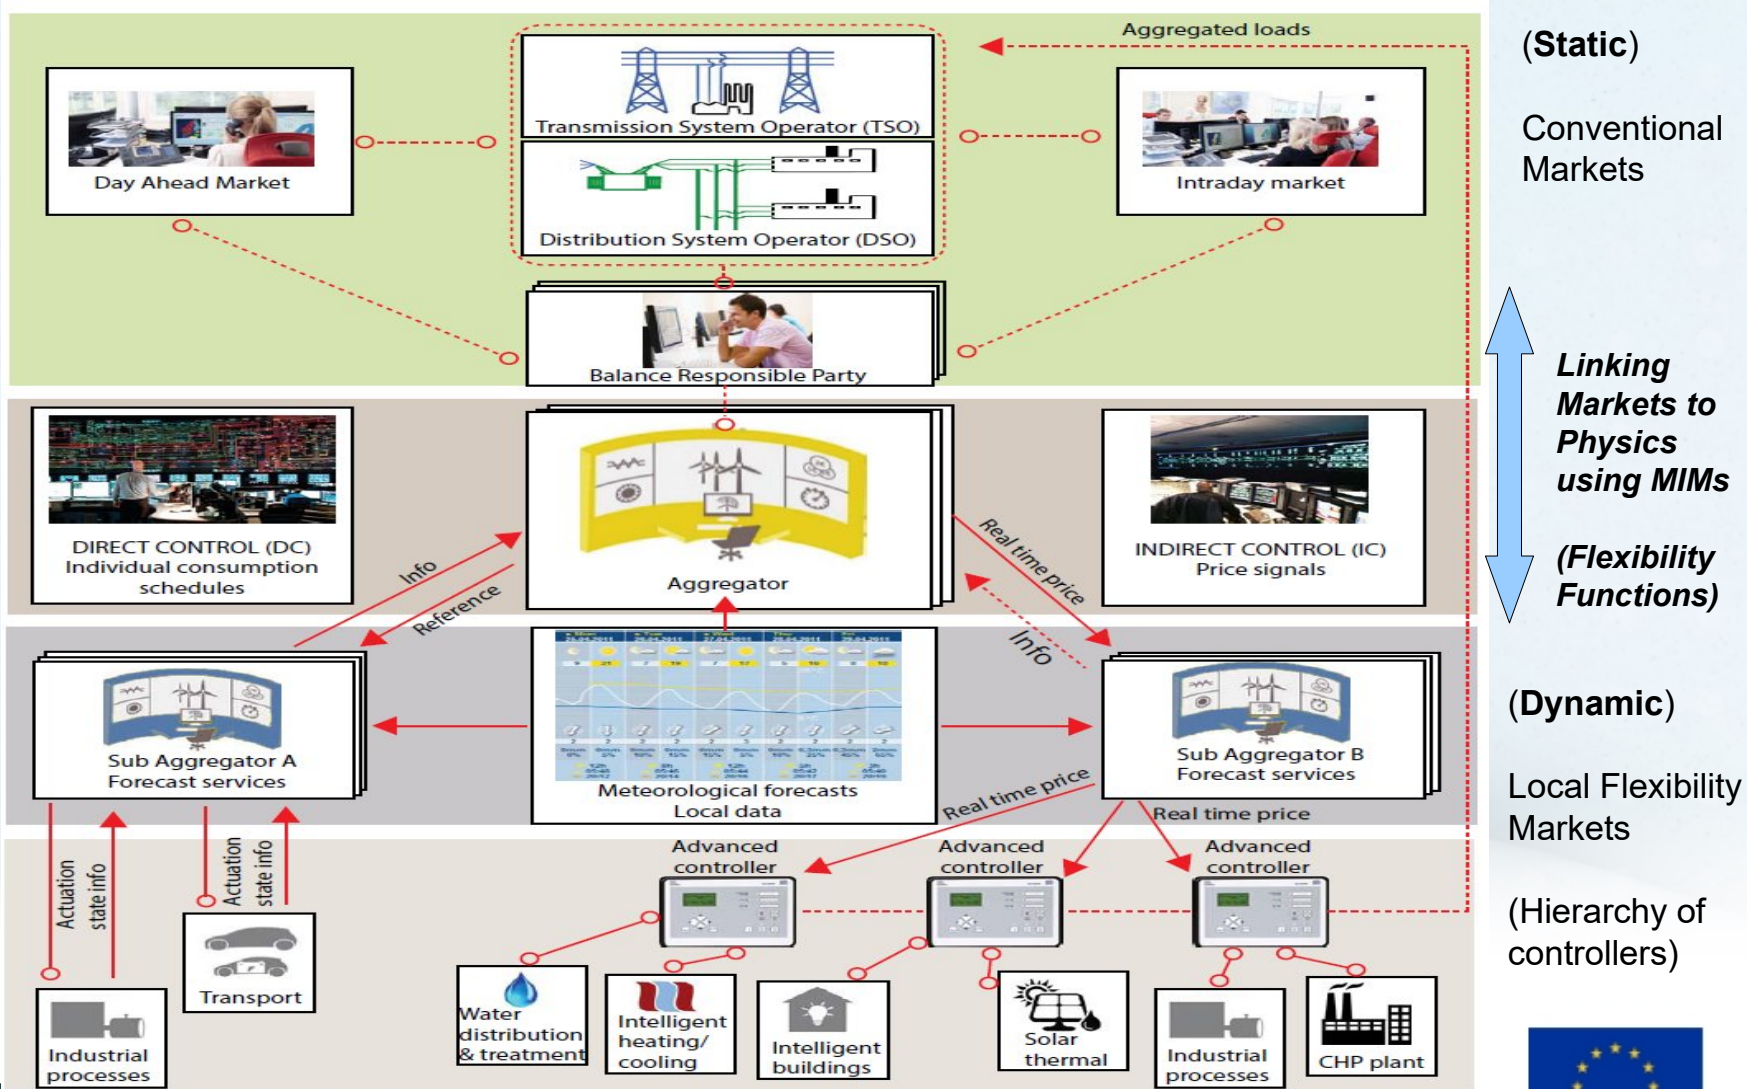 Aggregated loads
(Static)
Conventional
Markets
Transmission System Operator (TSO)
Day Ahead Market
Intraday market
Distribution System Operator (DSO)
Balance Responsible Party
Linking
Markets to
Physics
using MIMs
(Flexibility
Functions)
DIRECT CONTROL (DC)
Individual consumption
schedules
Info
Reference
Aggregator
Real time price
Info
INDIRECT CONTROL (IC)
Price signals
Sub Aggregator A
Forecast services
Meteorological forecasts
Local data
Sub Aggregator B
Forecast services
(Dynamic)
Local Flexibility
Markets
(Hierarchy of
controllers)
Real time price
Real time price
Actuation
state info
Actuation
state info
Advanced
controller
Advanced
controller
Advanced
controller
Industrial
processes
Transport
Water
distribution
& treatment
Intelligent
heating/
cooling
Intelligent
buildings
Solar
thermal
Industrial
processes
CHP plant